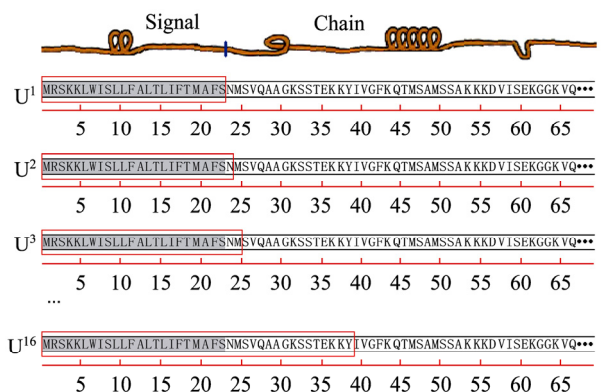 Signal Chain
U1 MRSKKLWISLLFALTLIFTMAFSNMSVQAAGKSSTEKKYIVGFKQTMSAMSSAKKKDVISEKGGKVQ•••
5 10 15 20 25 30 35 40 45 50 55 60 65
U2 MRSKKLWISLLFALTLIFTMAFSNMSVQAAGKSSTEKKYIVGFKQTMSAMSSAKKKDVISEKGGKVQ•••
5 10 15 20 25 30 35 40 45 50 55 60 65
U3 MRSKKLWISLLFALTLIFTMAFSNMSVQAAGKSSTEKKYIVGFKQTMSAMSSAKKKDVISEKGGKVQ•••
5 10 15 20 25 30 35 40 45 50 55 60 65
...
U16 MRSKKLWISLLFALTLIFTMAFSNMSVQAAGKSSTEKKYIVGFKQTMSAMSSAKKKDVISEKGGKVQ•••
5 10 15 20 25 30 35 40 45 50 55 60 65